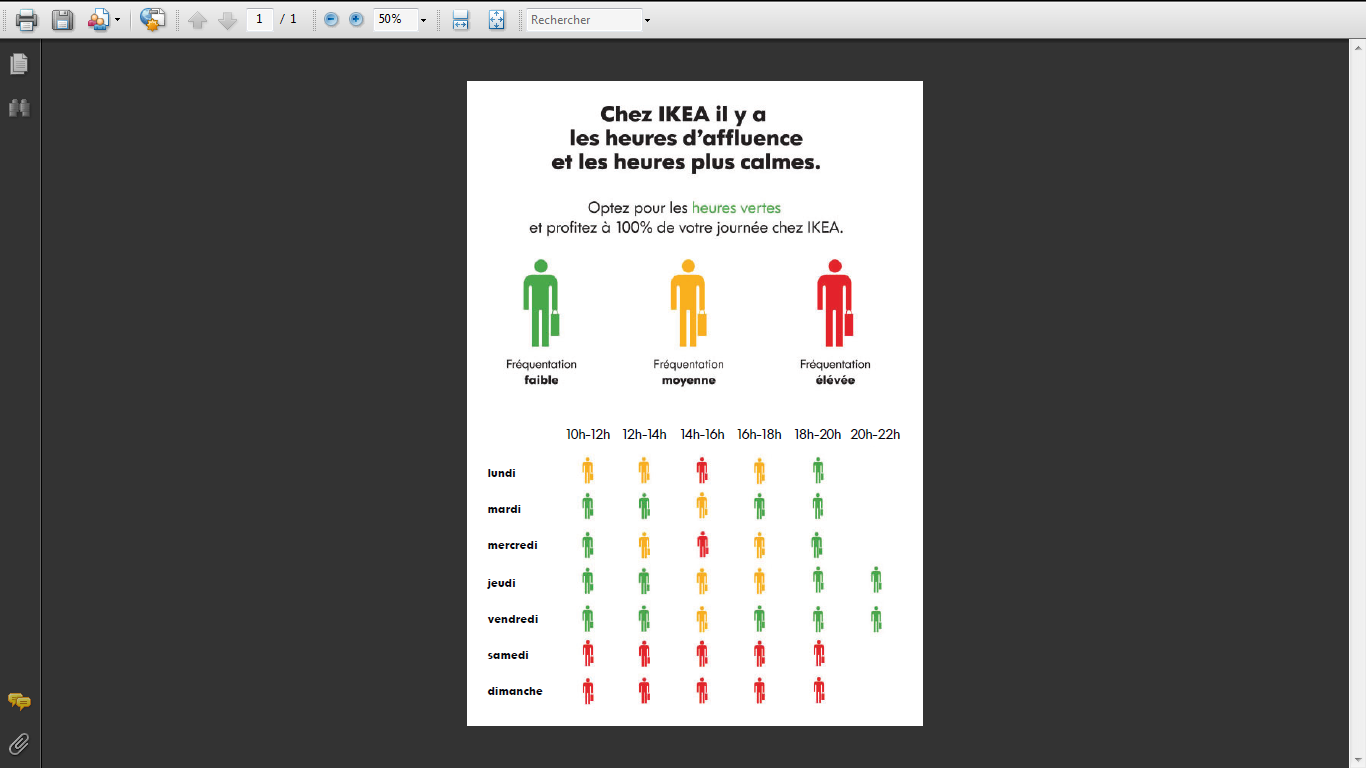 1 / 1
50%
Rechercher
Chez IKEA il y a
les heures d'affluence
et les heures plus calmes.
Optez pour les heures vertes
et profitez à 100% de votre journée chez IKEA.
Fréquentation faible
Fréquentation moyenne
Fréquentation élévée
10h-12h 12h-14h 14h-16h 16h-18h 18h-20h 20h-22h
lundi
mardi
mercredi
jeudi
vendredi
samedi
dimanche